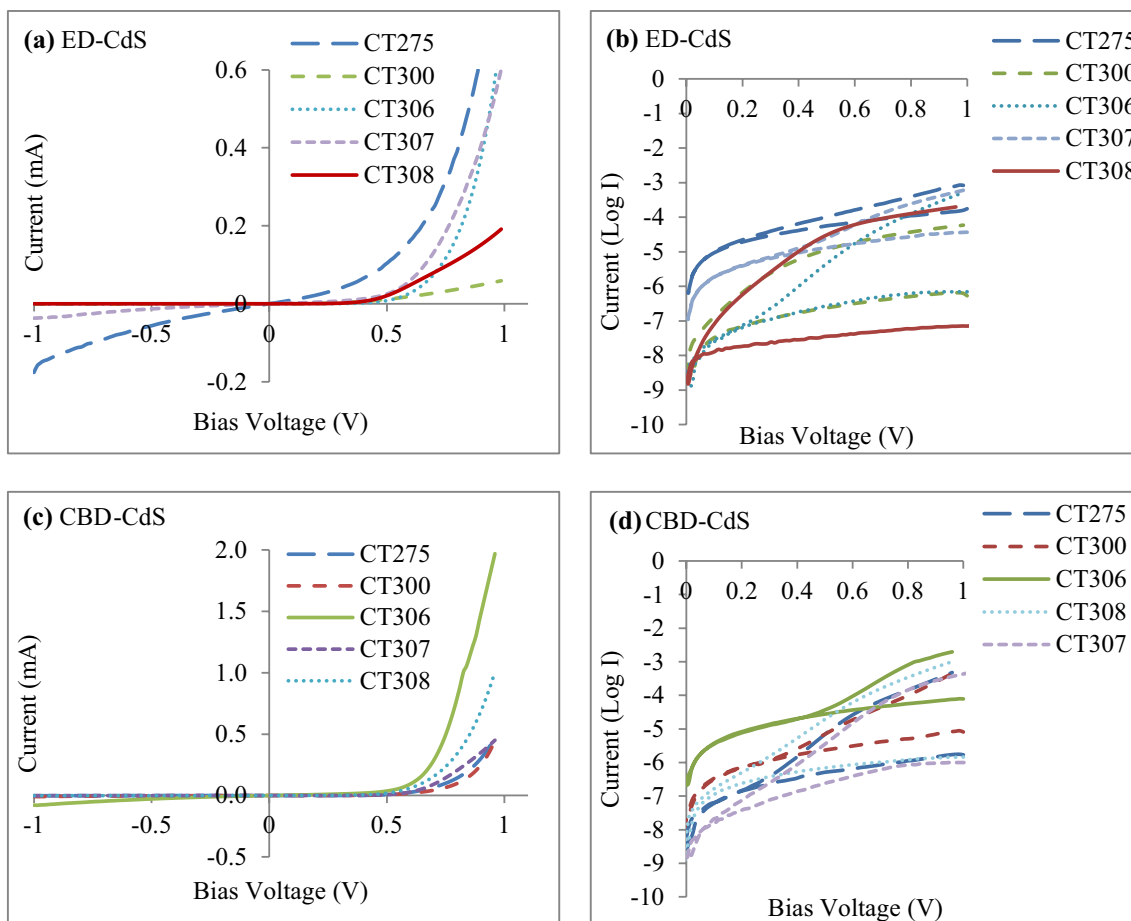 (a) ED-CdS
CT275
CT300
CT306
CT307
CT308
0.6
0.4
0.2
0
-0.2
-1
-0.5
0
0.5
1
Current (mA)
Bias Voltage (V)
(b) ED-CdS
CT275
CT300
CT306
CT307
CT308
0
-1
-2
-3
-4
-5
-6
-7
-8
-9
-10
0
0.2
0.4
0.6
0.8
1
Current (Log I)
Bias Voltage (V)
(c) CBD-CdS
CT275
CT300
CT306
CT307
CT308
2.0
1.5
1.0
0.5
0.0
-0.5
-1
-0.5
0
0.5
1
Current (mA)
Bias Voltage (V)
(d) CBD-CdS
CT275
CT300
CT306
CT308
CT307
0
-1
-2
-3
-4
-5
-6
-7
-8
-9
-10
0
0.2
0.4
0.6
0.8
1
Current (Log I)
Bias Voltage (V)